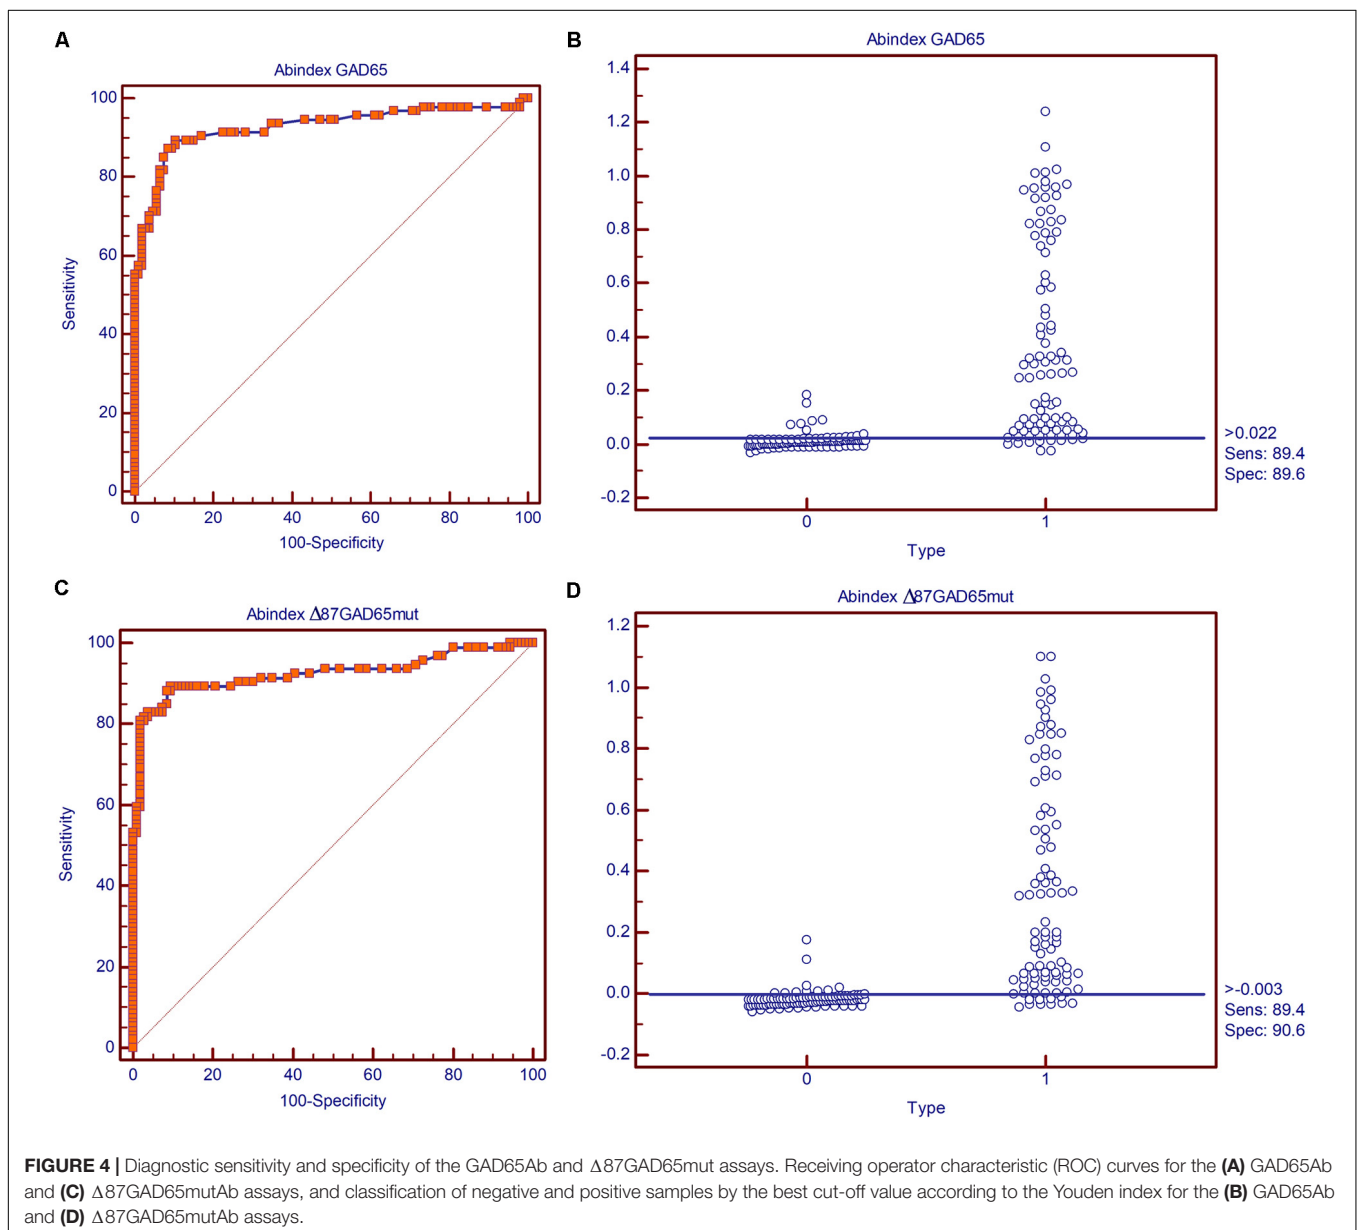 A
Abindex GAD65
100
80
60
40
20
0
Sensitivity
0 20 40 60 80 100
100-Specificity
B
Abindex GAD65
1.4
1.2
1.0
0.8
0.6
0.4
0.2
0.0
-0.2
>0.022
Sens: 89.4
Spec: 89.6
0 1
Type
C
Abindex Δ87GAD65mut
100
80
60
40
20
0
Sensitivity
0 20 40 60 80 100
100-Specificity
D
Abindex Δ87GAD65mut
1.2
1.0
0.8
0.6
0.4
0.2
0.0
-0.2
>-0.003
Sens: 89.4
Spec: 90.6
0 1
Type
FIGURE 4 | Diagnostic sensitivity and specificity of the GAD65Ab and Δ87GAD65mut assays. Receiving operator characteristic (ROC) curves for the (A) GAD65Ab
and (C) Δ87GAD65mutAb assays, and classification of negative and positive samples by the best cut-off value according to the Youden index for the (B) GAD65Ab
and (D) Δ87GAD65mutAb assays.